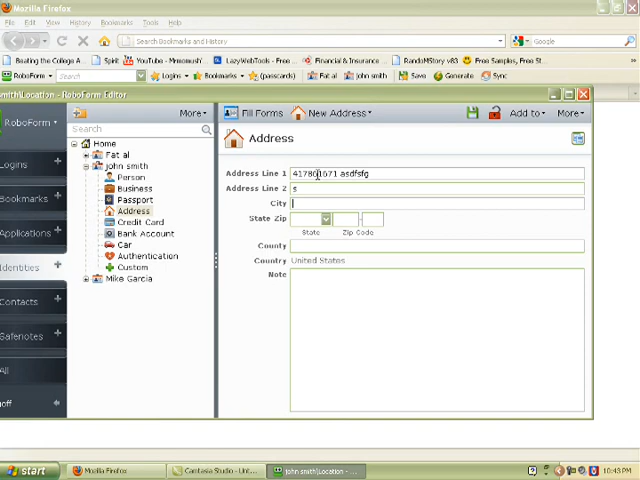 Mozilla Firefox
File Edit View History Bookmarks Tools Help
Search Bookmarks and History
Google
Beating the College A... Spirit YouTube - Mrmomust... LazyWebTools... Financial & Insurance... RandoMStory v83 Free Samples, Free St...
RoboForm Search Logins Bookmarks (passcards) Fat al john smith Save Generate Sync
smith\Location - RoboForm Editor
RoboForm
Logins
Bookmarks
Applications
Identities
Contacts
Safenotes
All
off
More
Search
Home
Fat al
john smith
Person
Business
Passport
Address
Credit Card
Bank Account
Car
Authentication
Custom
Mike Garcia
Fill Forms New Address Add to More
Address
Address Line 1 asdfsfg
Address Line 2 s
City
State Zip
State Zip Code
County
Country United States
Note
start Mozilla Firefox Camtasia Studio - Unt... john smith\Location - ... 10:43 PM